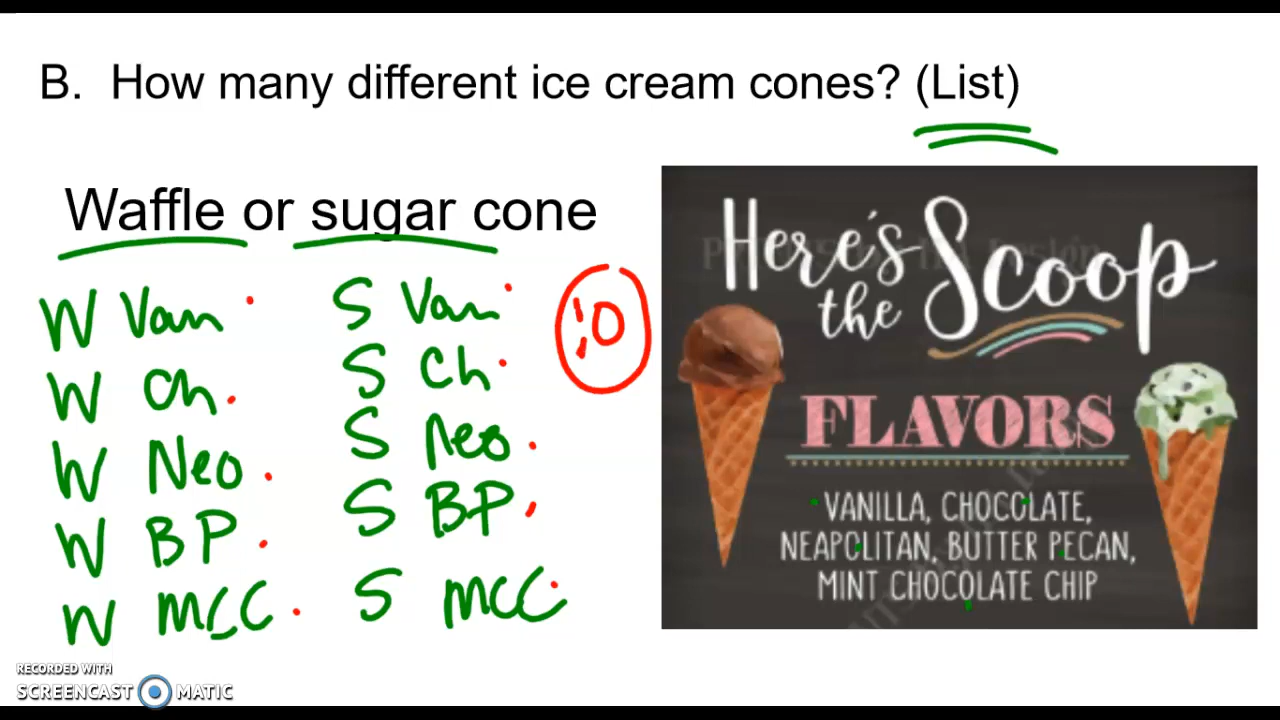 B. How many different ice cream cones? (List)
Waffle or sugar cone
W Van S Van
W Ch S Ch
W Neo S Neo
W BP S BP
W MCC S MCC
10
Here's
the Scoop
FLAVORS
VANILLA, CHOCOLATE,
NEAPOLITAN, BUTTER PECAN,
MINT CHOCOLATE CHIP
RECORDED WITH
SCREENCAST MATIC